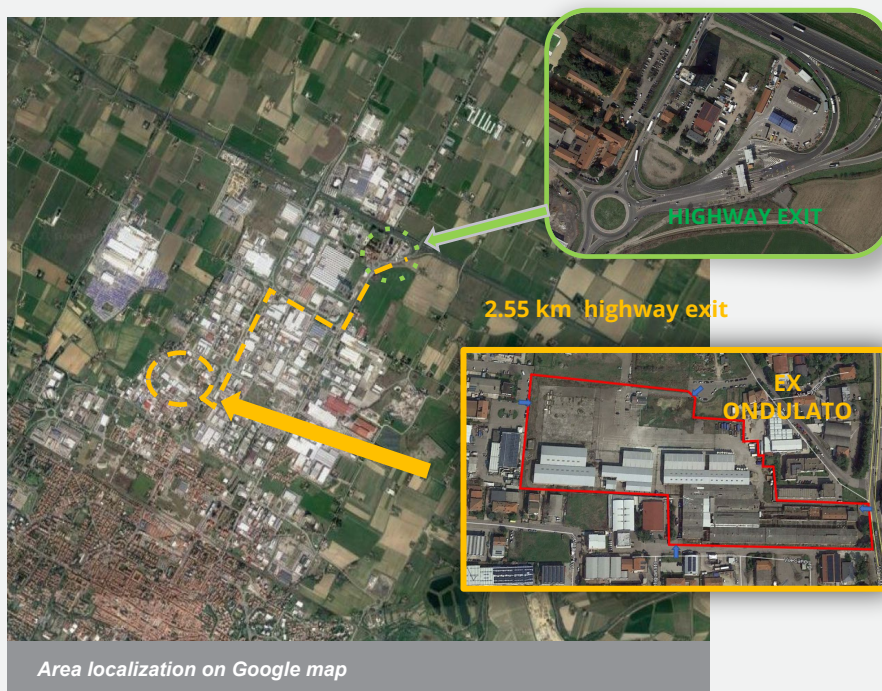 HIGHWAY EXIT
2.55 km highway exit
EX
ONDULATO
Area localization on Google map